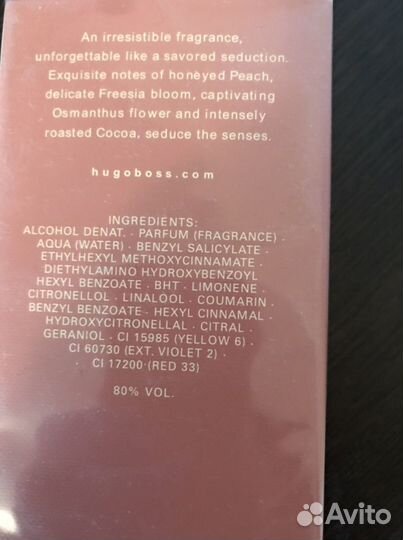 An irresistible fragrance,
unforgettable like a savored seduction.
Exquisite notes of honeyed Peach,
delicate Freesia bloom, captivating
Osmanthus flower and intensely
roasted Cocoa, seduce the senses.
hugoboss.com
INGREDIENTS:
ALCOHOL DENAT. · PARFUM (FRAGRANCE) ·
AQUA (WATER) · BENZYL SALICYLATE ·
ETHYLHEXYL METHOXYCINNAMATE ·
DIETHYLAMINO HYDROXYBENZOYL
HEXYL BENZOATE · BHT · LIMONENE ·
CITRONELLOL · LINALOOL · COUMARIN ·
BENZYL BENZOATE · HEXYL CINNAMAL ·
HYDROXYCITRONELLAL · CITRAL ·
GERANIOL · CI 15985 (YELLOW 6) ·
CI 60730 (EXT. VIOLET 2) ·
CI 17200 (RED 33)
80% VOL.
Avito